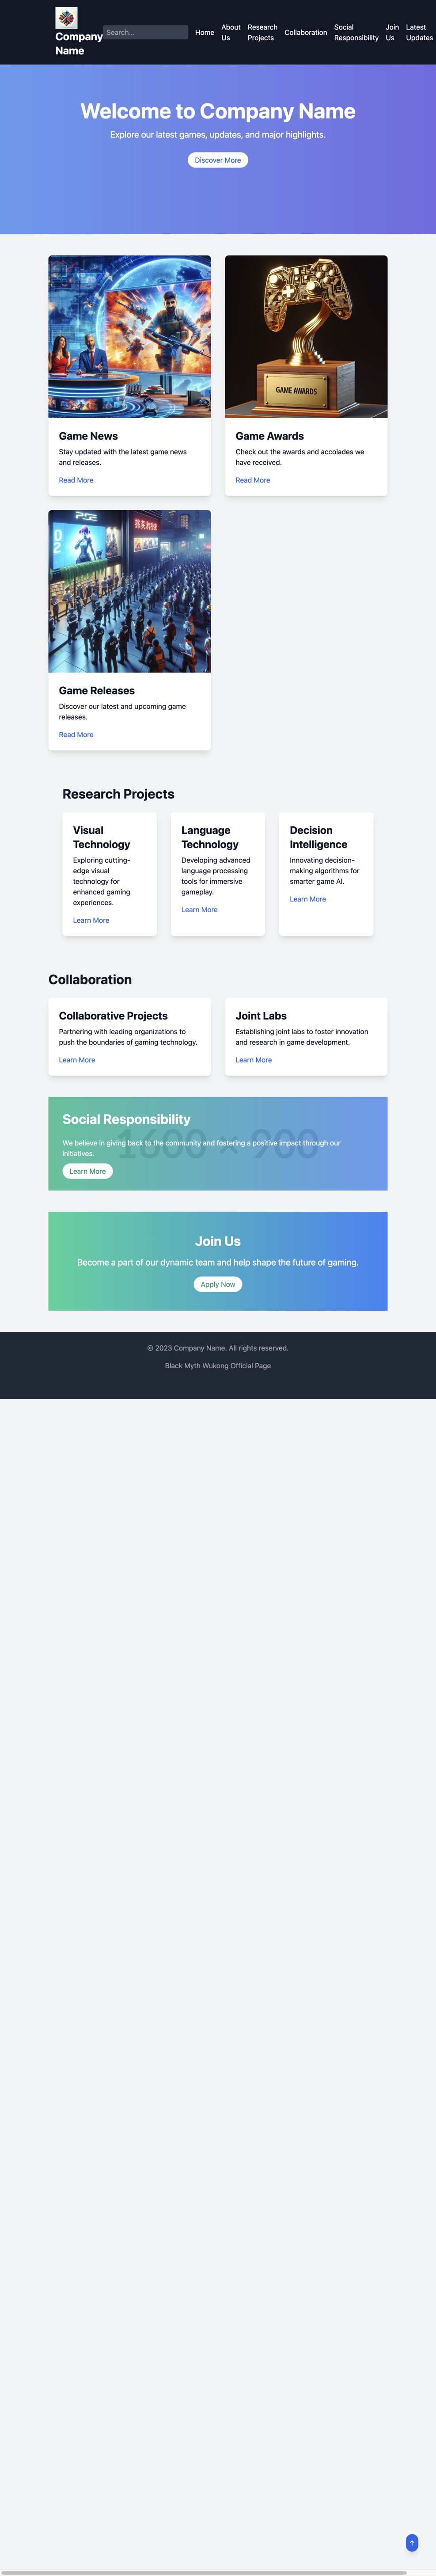 Company
Name
Search...
Home
About
Us
Research
Projects
Collaboration
Social
Responsibility
Join
Us
Latest
Updates
Welcome to Company Name
Explore our latest games, updates, and major highlights.
Discover More
GAME AWARDS
Game News
Stay updated with the latest game news
and releases.
Read More
Game Awards
Check out the awards and accolades we
have received.
Read More
Game Releases
Discover our latest and upcoming game
releases.
Read More
Research Projects
Visual
Technology
Exploring cutting-
edge visual
technology for
enhanced gaming
experiences.
Learn More
Language
Technology
Developing advanced
language processing
tools for immersive
gameplay.
Learn More
Decision
Intelligence
Innovating decision-
making algorithms for
smarter game AI.
Learn More
Collaboration
Collaborative Projects
Partnering with leading organizations to
push the boundaries of gaming technology.
Learn More
Joint Labs
Establishing joint labs to foster innovation
and research in game development.
Learn More
Social Responsibility
1600 × 900
We believe in giving back to the community and fostering a positive impact through our
initiatives.
Learn More
Join Us
Become a part of our dynamic team and help shape the future of gaming.
Apply Now
© 2023 Company Name. All rights reserved.
Black Myth Wukong Official Page